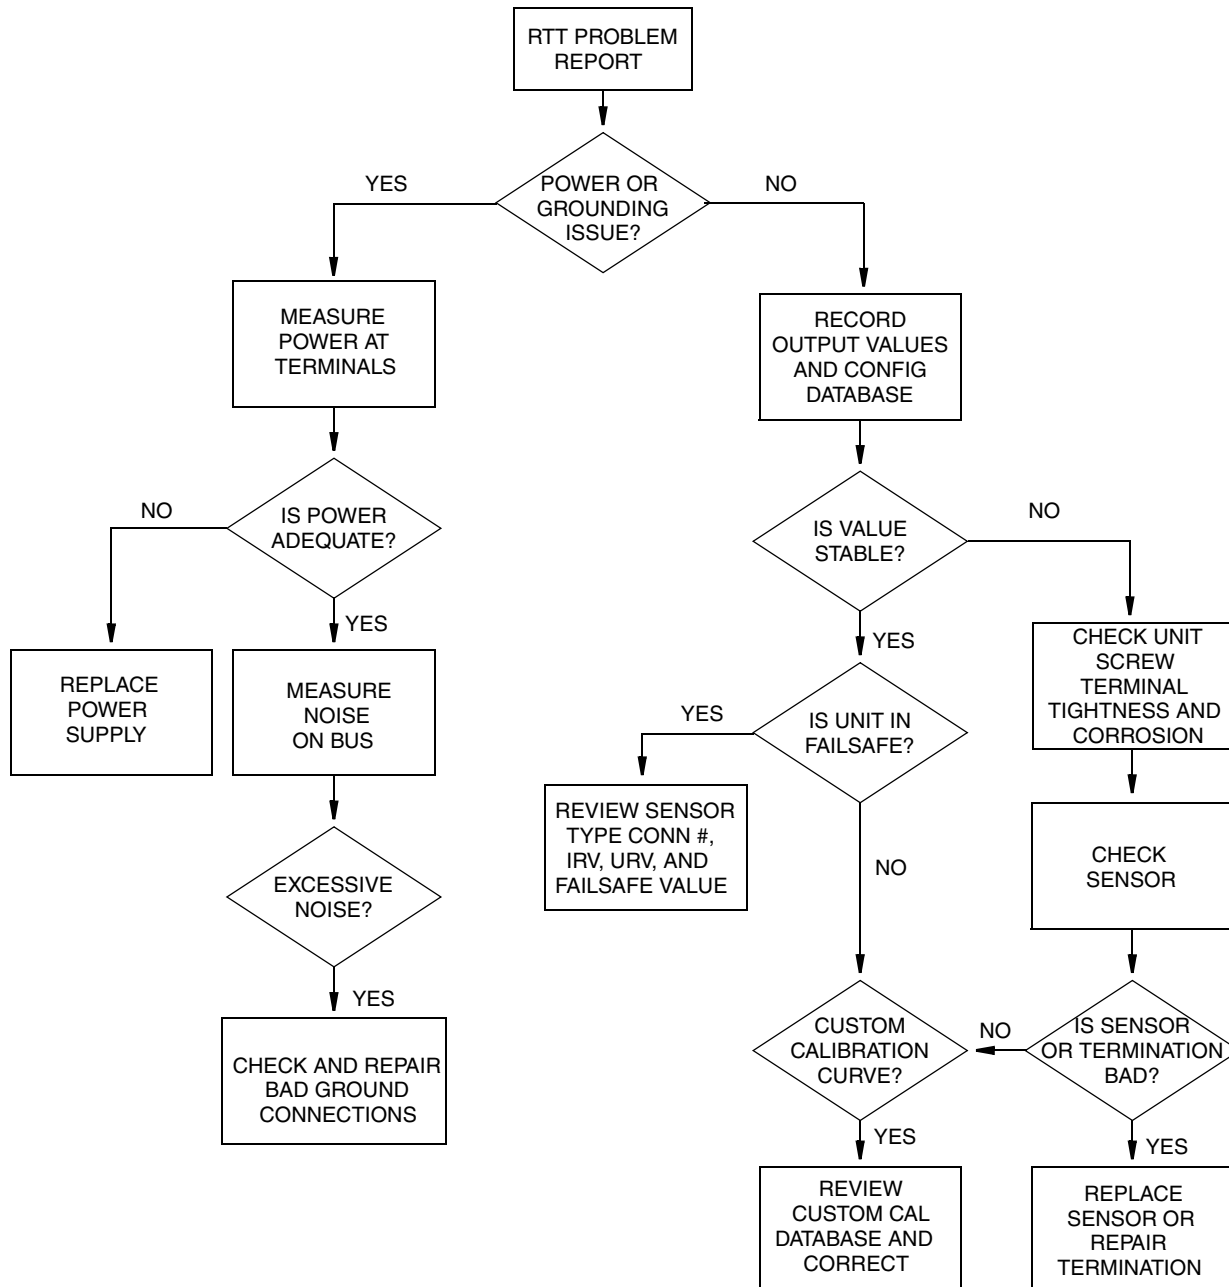 RTT PROBLEM
REPORT
POWER OR
GROUNDING
ISSUE?
YES
NO
MEASURE
POWER AT
TERMINALS
RECORD
OUTPUT VALUES
AND CONFIG
DATABASE
IS POWER
ADEQUATE?
NO
YES
IS VALUE
STABLE?
NO
YES
REPLACE
POWER
SUPPLY
MEASURE
NOISE
ON BUS
CHECK UNIT
SCREW
TERMINAL
TIGHTNESS AND
CORROSION
IS UNIT IN
FAILSAFE?
YES
NO
REVIEW SENSOR
TYPE CONN #,
IRV, URV, AND
FAILSAFE VALUE
CHECK
SENSOR
EXCESSIVE
NOISE?
YES
CHECK AND REPAIR
BAD GROUND
CONNECTIONS
CUSTOM
CALIBRATION
CURVE?
NO
IS SENSOR
OR TERMINATION
BAD?
YES
YES
REVIEW
CUSTOM CAL
DATABASE AND
CORRECT
REPLACE
SENSOR OR
REPAIR
TERMINATION